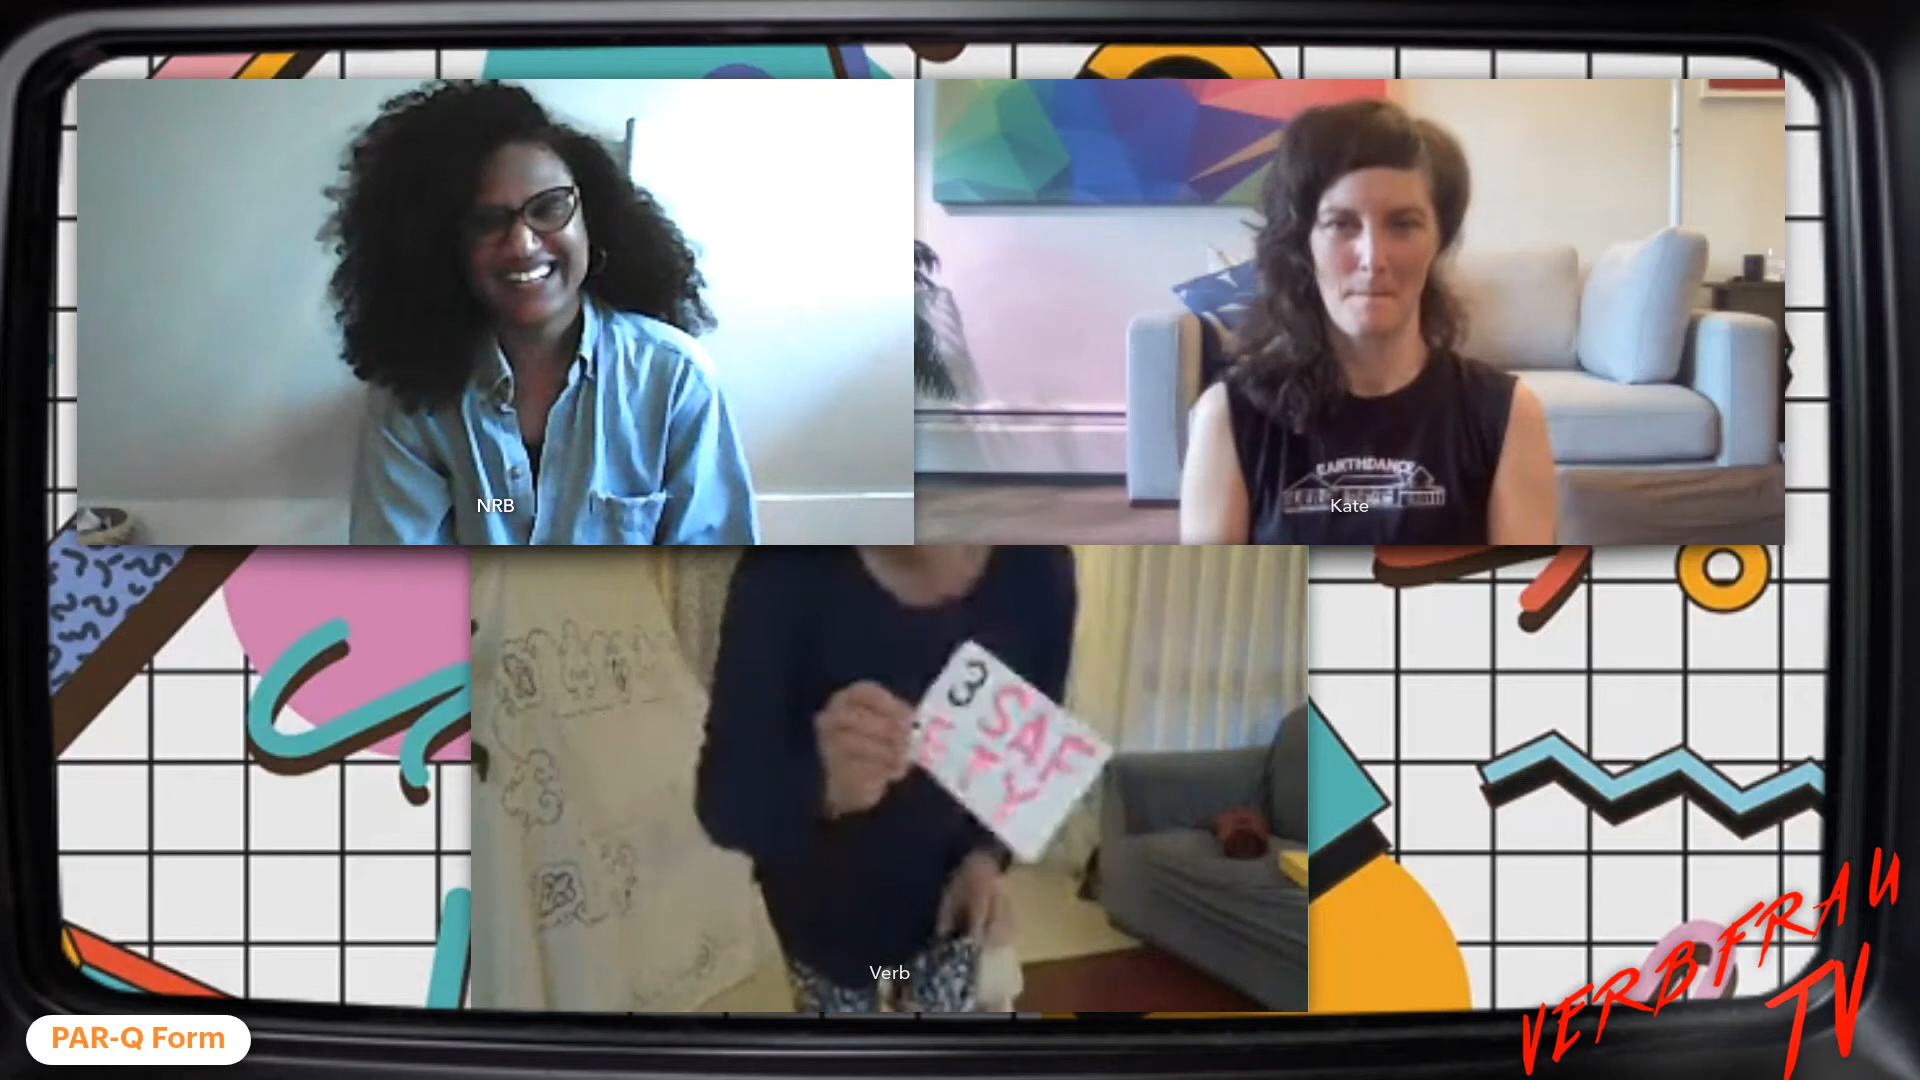 EARTHDANCE
NRB
Kate
3 SAF
ETY
Verb
PAR-Q Form
VERBFRAU
TV